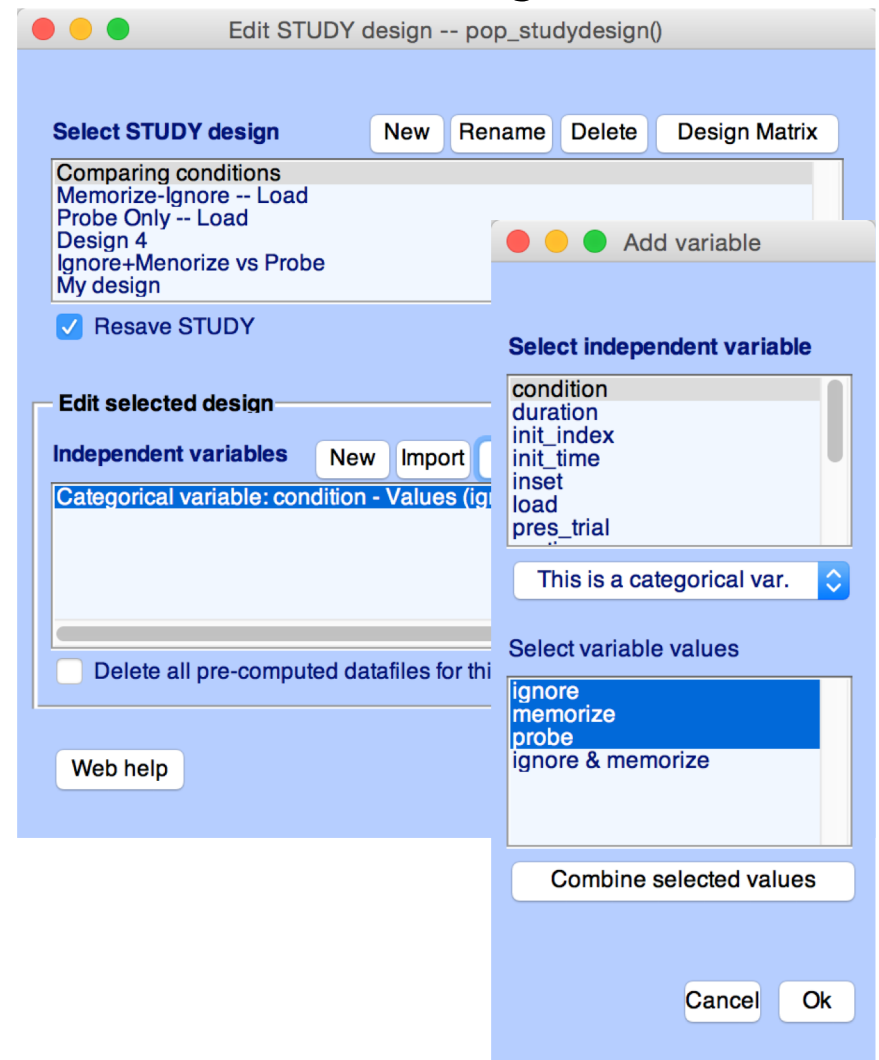 Edit STUDY design -- pop_studydesign()
Select STUDY design
New
Rename
Delete
Design Matrix
Comparing conditions
Memorize-Ignore -- Load
Probe Only -- Load
Design 4
Ignore+Menorize vs Probe
My design
Resave STUDY
Edit selected design
Independent variables
New
Import
Categorical variable: condition - Values (ig
Delete all pre-computed datafiles for thi
Web help
Add variable
Select independent variable
condition
duration
init_index
init_time
inset
load
pres_trial
This is a categorical var.
Select variable values
ignore
memorize
probe
ignore & memorize
Combine selected values
Cancel
Ok